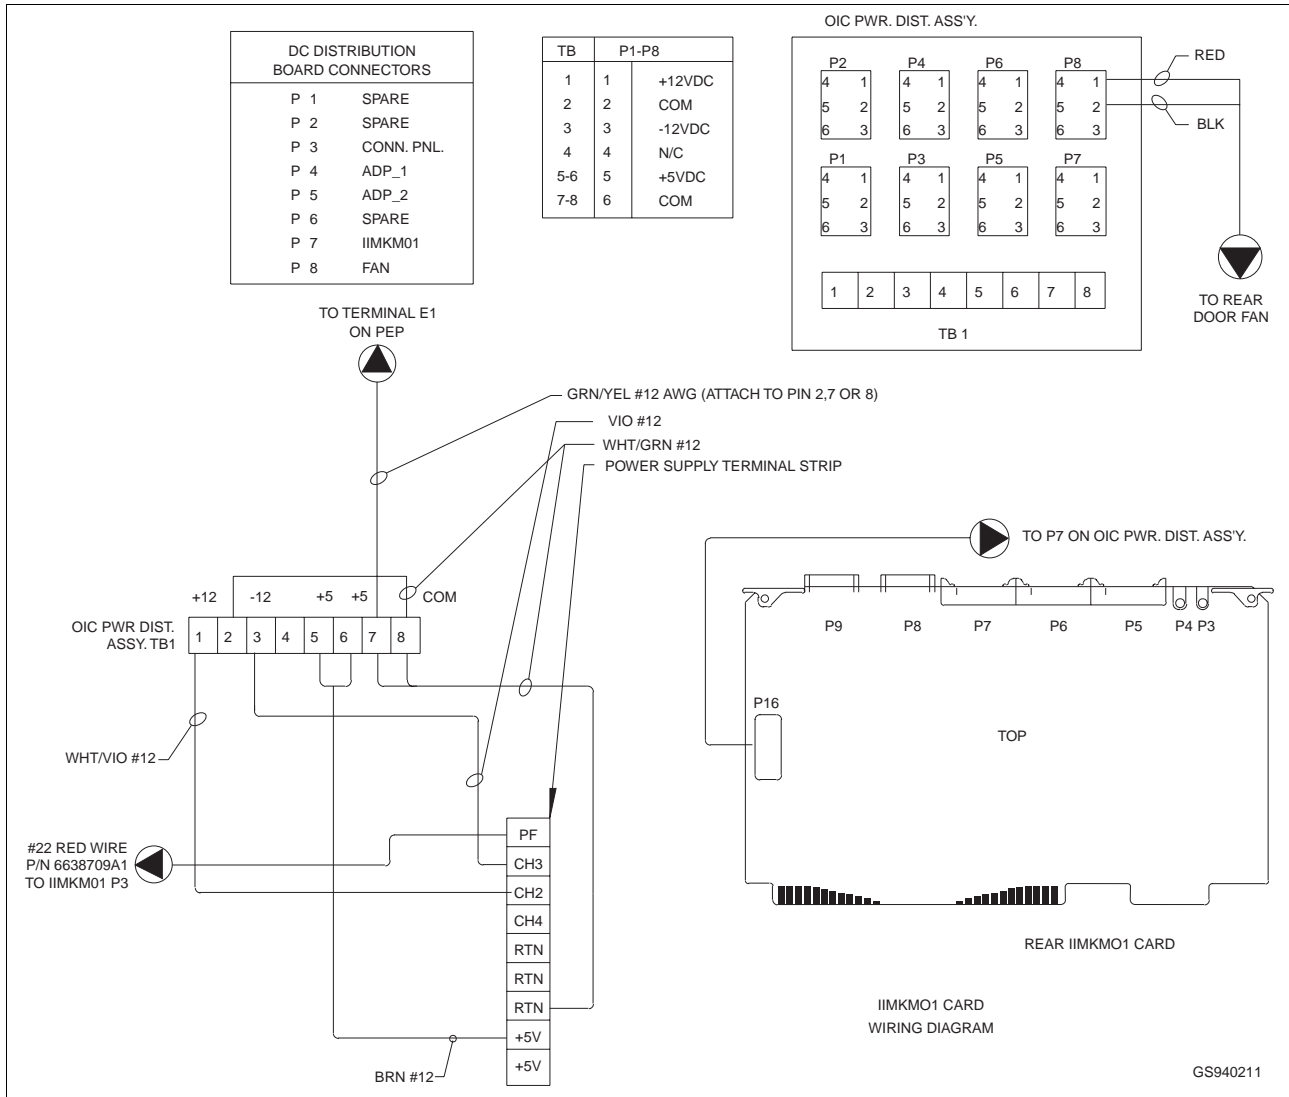 DC DISTRIBUTION
BOARD CONNECTORS
P 1 SPARE
P 2 SPARE
P 3 CONN. PNL.
P 4 ADP_1
P 5 ADP_2
P 6 SPARE
P 7 IIMKM01
P 8 FAN
TB P1-P8
1 1 +12VDC
2 2 COM
3 3 -12VDC
4 4 N/C
5-6 5 +5VDC
7-8 6 COM
OIC PWR. DIST. ASS'Y.
P2 P4 P6 P8
4 1 4 1 4 1 4 1
5 2 5 2 5 2 5 2
6 3 6 3 6 3 6 3
P1 P3 P5 P7
4 1 4 1 4 1 4 1
5 2 5 2 5 2 5 2
6 3 6 3 6 3 6 3
1 2 3 4 5 6 7 8
TB 1
RED
BLK
TO REAR
DOOR FAN
TO TERMINAL E1
ON PEP
GRN/YEL #12 AWG (ATTACH TO PIN 2,7 OR 8)
VIO #12
WHT/GRN #12
POWER SUPPLY TERMINAL STRIP
+12 -12 +5 +5 COM
OIC PWR DIST.
ASSY. TB1
1 2 3 4 5 6 7 8
WHT/VIO #12
#22 RED WIRE
P/N 6638709A1
TO IIMKM01 P3
PF
CH3
CH2
CH4
RTN
RTN
RTN
+5V
+5V
BRN #12
TO P7 ON OIC PWR. DIST. ASS'Y.
P9 P8 P7 P6 P5 P4 P3
P16
TOP
REAR IIMKMO1 CARD
IIMKMO1 CARD
WIRING DIAGRAM
GS940211